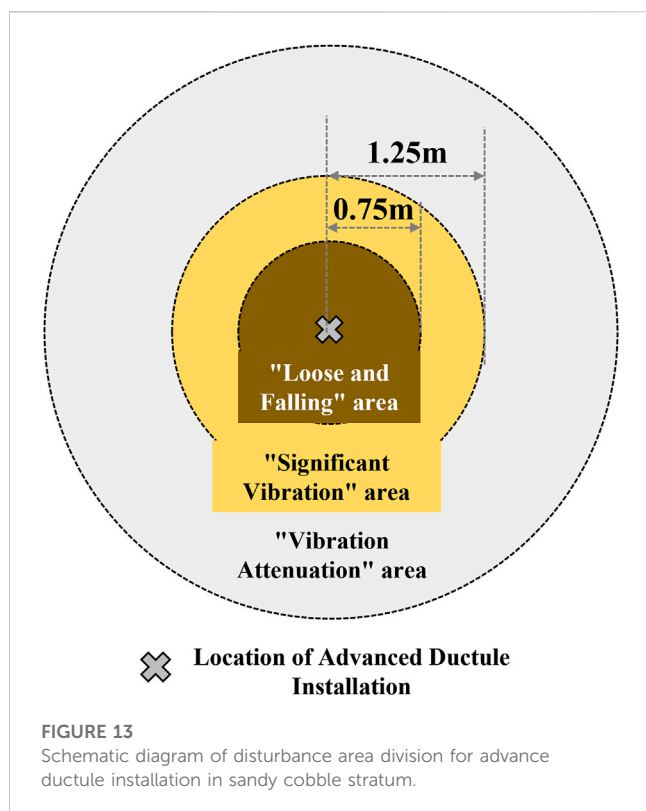 1.25m
0.75m
"Loose and
Falling" area
"Significant
Vibration" area
"Vibration
Attenuation" area
Location of Advanced Ductule
Installation
FIGURE 13
Schematic diagram of disturbance area division for advance
ductule installation in sandy cobble stratum.